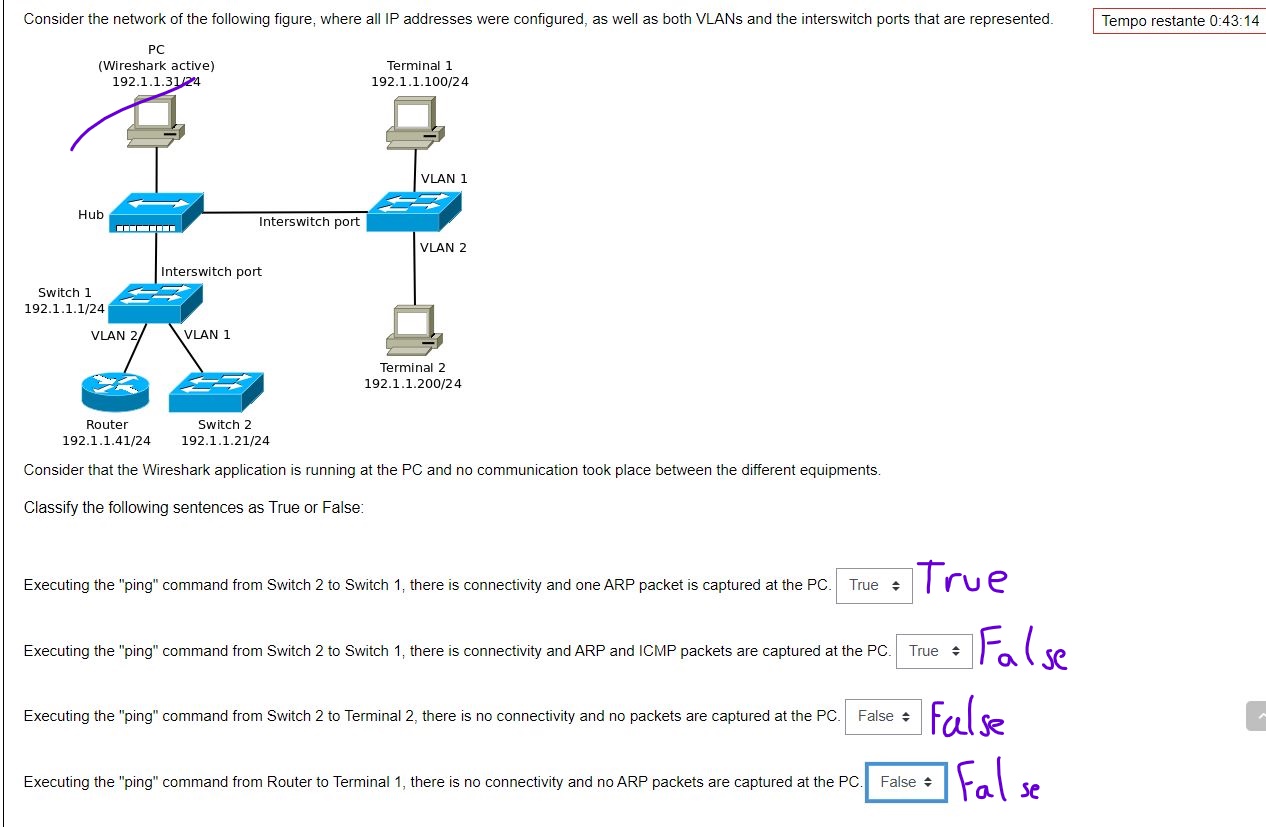 Consider the network of the following figure, where all IP addresses were configured, as well as both VLANs and the interswitch ports that are represented.
Tempo restante 0:43:14
PC
(Wireshark active)
192.1.1.31/24
Terminal 1
192.1.1.100/24
VLAN 1
Hub
Interswitch port
VLAN 2
Interswitch port
Switch 1
192.1.1.1/24
VLAN 2
VLAN 1
Terminal 2
192.1.1.200/24
Router
192.1.1.41/24
Switch 2
192.1.1.21/24
Consider that the Wireshark application is running at the PC and no communication took place between the different equipments.
Classify the following sentences as True or False:
Executing the "ping" command from Switch 2 to Switch 1, there is connectivity and one ARP packet is captured at the PC. True True
Executing the "ping" command from Switch 2 to Switch 1, there is connectivity and ARP and ICMP packets are captured at the PC. True False
Executing the "ping" command from Switch 2 to Terminal 2, there is no connectivity and no packets are captured at the PC. False False
Executing the "ping" command from Router to Terminal 1, there is no connectivity and no ARP packets are captured at the PC. False False